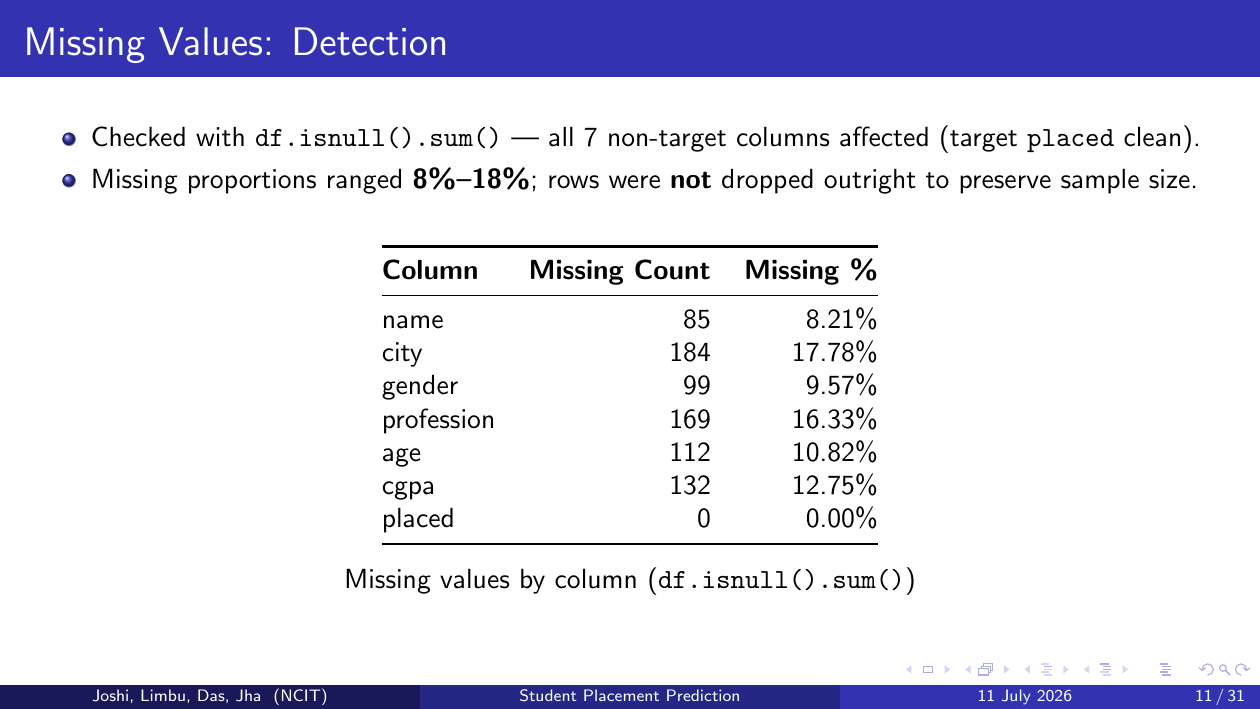 Missing Values: Detection
Checked with df.isnull().sum() — all 7 non-target columns affected (target placed clean).
Missing proportions ranged 8%–18%; rows were not dropped outright to preserve sample size.
Column Missing Count Missing %
name 85 8.21%
city 184 17.78%
gender 99 9.57%
profession 169 16.33%
age 112 10.82%
cgpa 132 12.75%
placed 0 0.00%
Missing values by column (df.isnull().sum())
Joshi, Limbu, Das, Jha (NCIT) Student Placement Prediction 11 July 2026 11 / 31